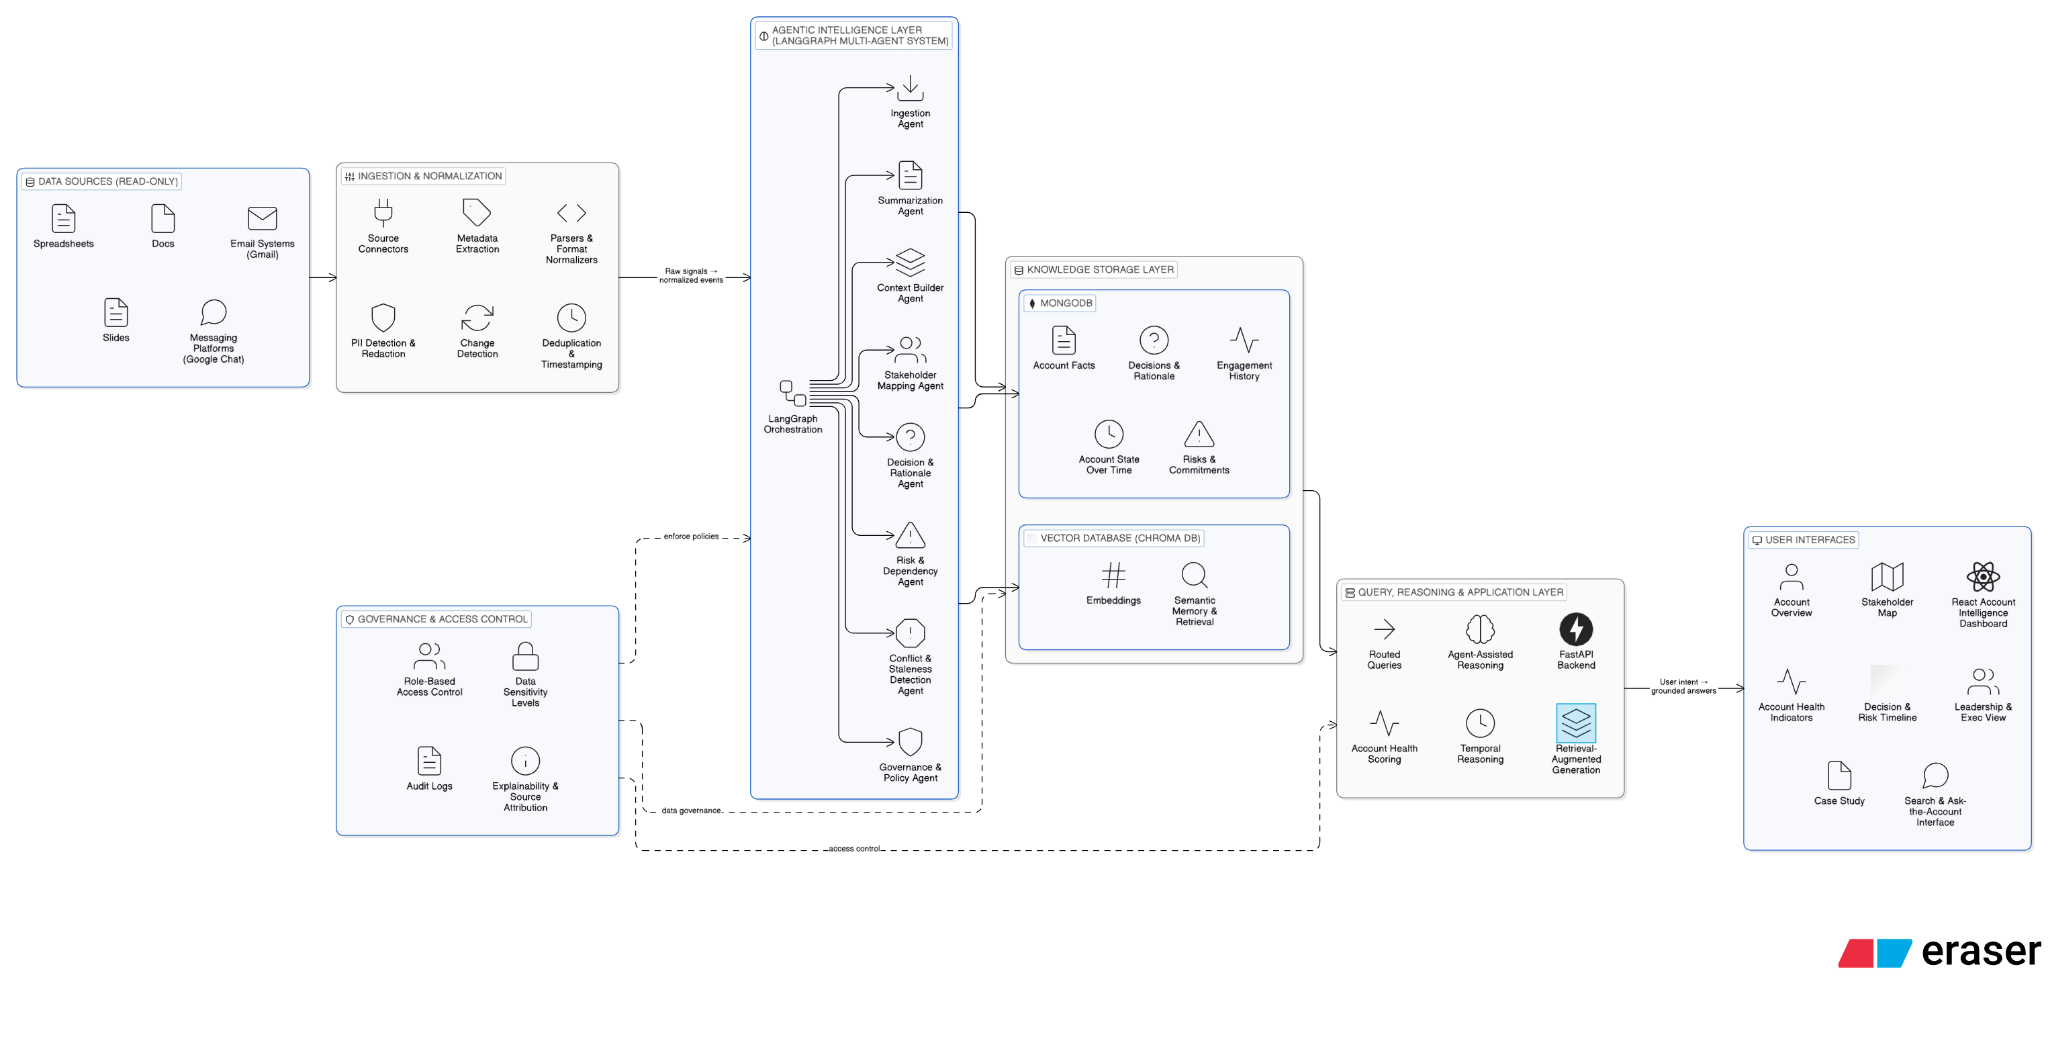 AGENTIC INTELLIGENCE LAYER
(LANGGRAPH MULTI-AGENT SYSTEM)
Ingestion
Agent
Summarization
Agent
Context Builder
Agent
Stakeholder
Mapping Agent
LangGraph
Orchestration
Decision &
Rationale
Agent
Risk &
Dependency
Agent
Conflict &
Staleness
Detection
Agent
Governance &
Policy Agent
DATA SOURCES (READ-ONLY)
Spreadsheets
Docs
Email Systems
(Gmail)
Slides
Messaging
Platforms
(Google Chat)
INGESTION & NORMALIZATION
Source
Connectors
Metadata
Extraction
Parsers &
Format
Normalizers
PII Detection &
Redaction
Change
Detection
Deduplication
&
Timestamping
Raw signals →
normalized events
KNOWLEDGE STORAGE LAYER
MONGODB
Account Facts
Decisions &
Rationale
Engagement
History
Account State
Over Time
Risks &
Commitments
VECTOR DATABASE (CHROMA DB)
Embeddings
Semantic
Memory &
Retrieval
enforce policies
GOVERNANCE & ACCESS CONTROL
Role-Based
Access Control
Data
Sensitivity
Levels
Audit Logs
Explainability &
Source
Attribution
data governance
access control
QUERY, REASONING & APPLICATION LAYER
Routed
Queries
Agent-Assisted
Reasoning
FastAPI
Backend
Account Health
Scoring
Temporal
Reasoning
Retrieval-
Augmented
Generation
User intent →
grounded answers
USER INTERFACES
Account
Overview
Stakeholder
Map
React Account
Intelligence
Dashboard
Account Health
Indicators
Decision &
Risk Timeline
Leadership &
Exec View
Case Study
Search & Ask-
the-Account
Interface
eraser